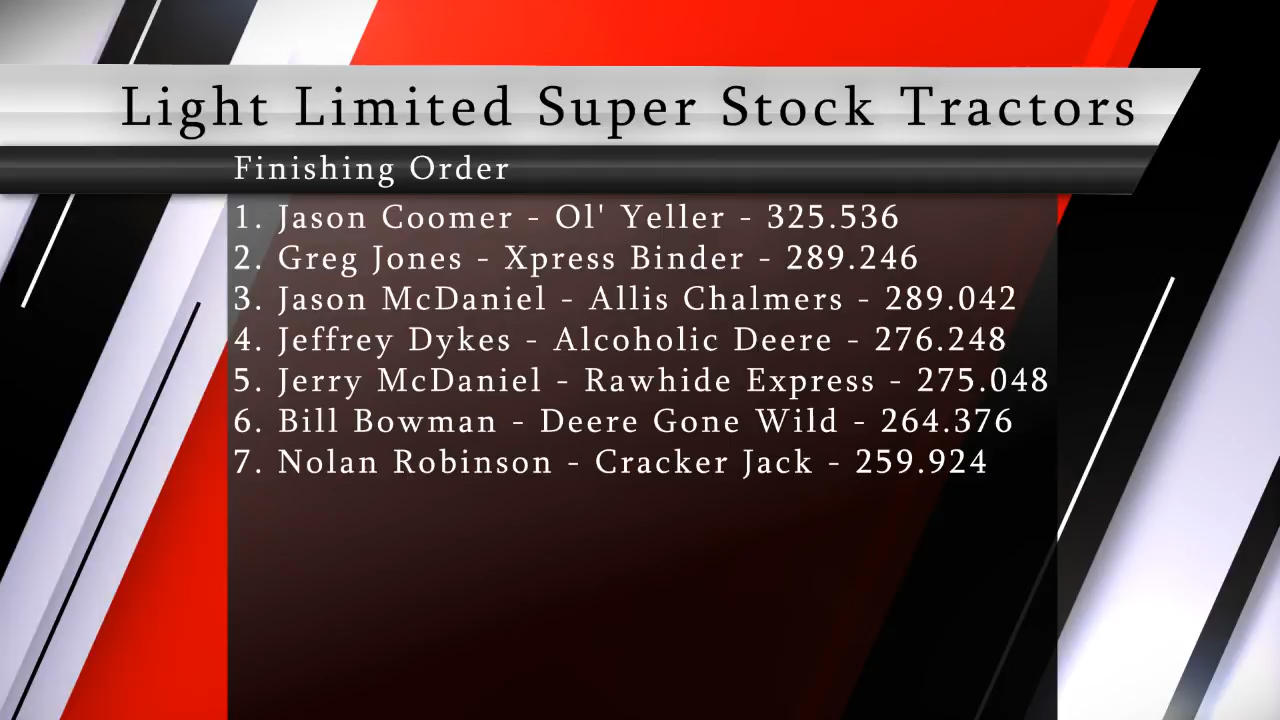 Light Limited Super Stock Tractors
Finishing Order
1. Jason Coomer - Ol' Yeller - 325.536
2. Greg Jones - Xpress Binder - 289.246
3. Jason McDaniel - Allis Chalmers - 289.042
4. Jeffrey Dykes - Alcoholic Deere - 276.248
5. Jerry McDaniel - Rawhide Express - 275.048
6. Bill Bowman - Deere Gone Wild - 264.376
7. Nolan Robinson - Cracker Jack - 259.924